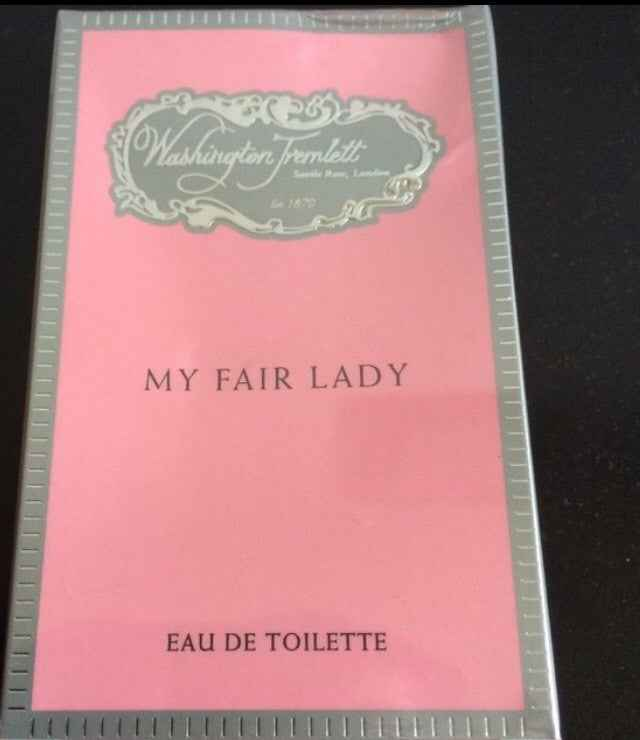 Washington Tremlett
Savile Row, London
Est 1870
MY FAIR LADY
EAU DE TOILETTE